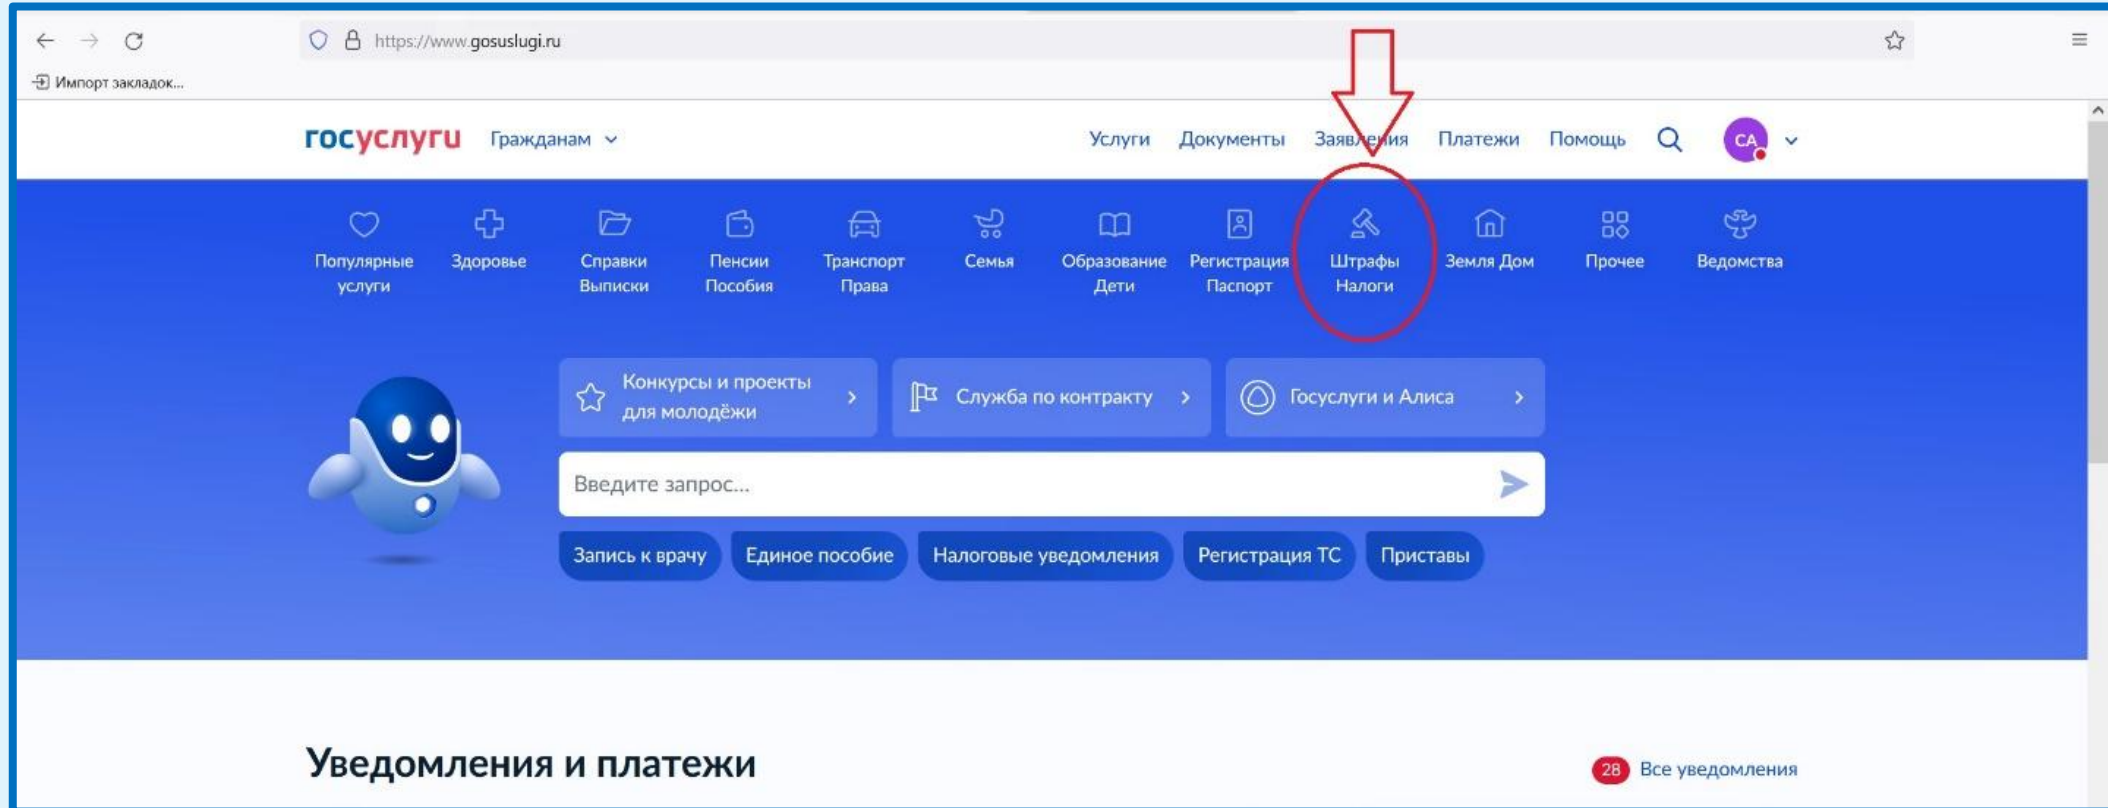 https://www.gosuslugi.ru
Импорт закладок...
госуслуги Гражданам Услуги Документы Заявления Платежи Помощь СА
Популярные услуги
Здоровье
Справки Выписки
Пенсии Пособия
Транспорт Права
Семья
Образование Дети
Регистрация Паспорт
Штрафы Налоги
Земля Дом
Прочее
Ведомства
Конкурсы и проекты
для молодёжи
Служба по контракту
Госуслуги и Алиса
Введите запрос...
Запись к врачу Единое пособие Налоговые уведомления Регистрация ТС Приставы
Уведомления и платежи
28 Все уведомления